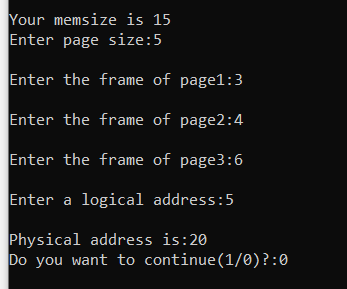 Your memsize is 15
Enter page size:5
Enter the frame of page1:3
Enter the frame of page2:4
Enter the frame of page3:6
Enter a logical address:5
Physical address is:20
Do you want to continue(1/0)?:0